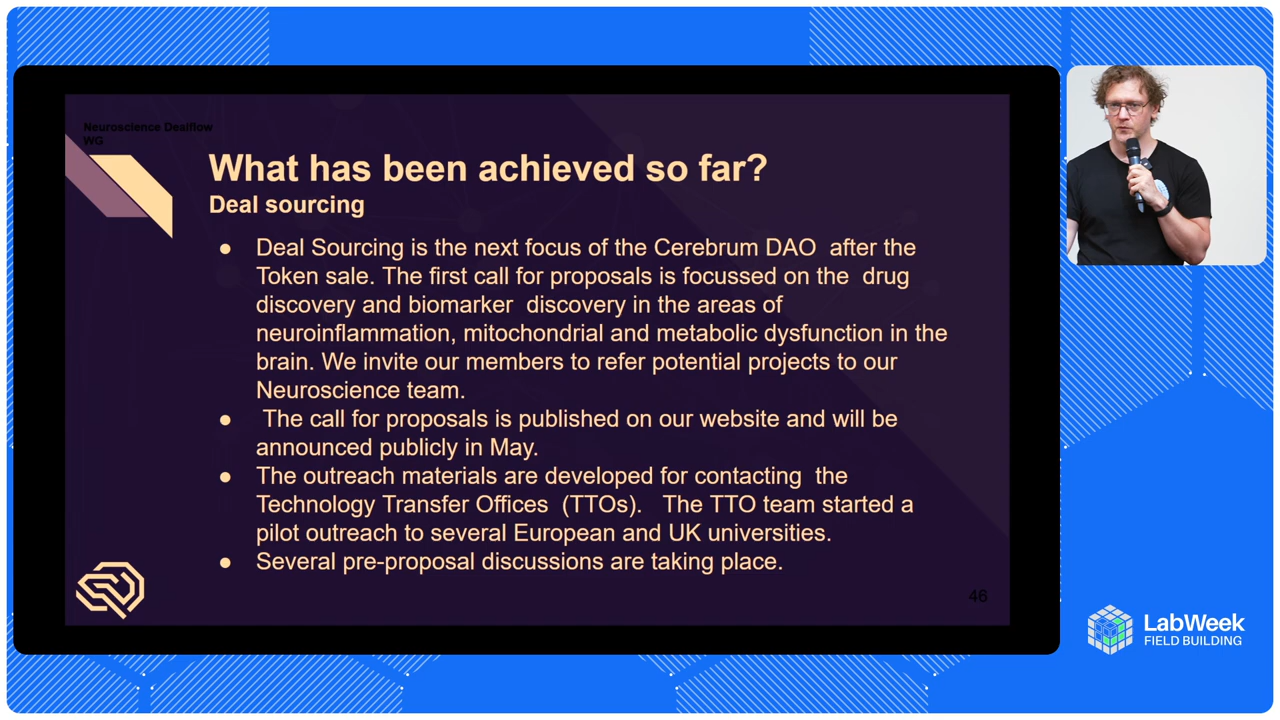 Neuroscience Dealflow
WG
What has been achieved so far?
Deal sourcing
● Deal Sourcing is the next focus of the Cerebrum DAO after the
Token sale. The first call for proposals is focussed on the drug
discovery and biomarker discovery in the areas of
neuroinflammation, mitochondrial and metabolic dysfunction in the
brain. We invite our members to refer potential projects to our
Neuroscience team.
● The call for proposals is published on our website and will be
announced publicly in May.
● The outreach materials are developed for contacting the
Technology Transfer Offices (TTOs). The TTO team started a
pilot outreach to several European and UK universities.
● Several pre-proposal discussions are taking place.
46
LabWeek
FIELD BUILDING